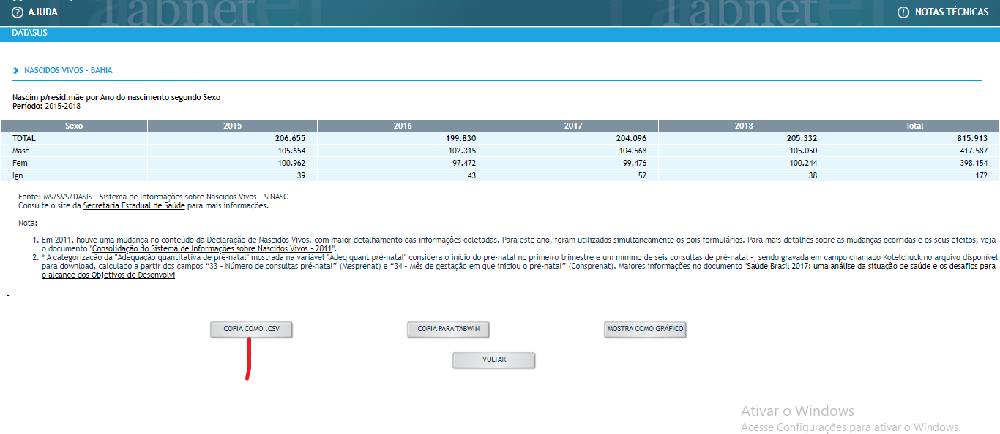 AJUDA
Tabnet
Tabnet
NOTAS TÉCNICAS
DATASUS
NASCIDOS VIVOS - BAHIA
Nascim p/resid.mãe por Ano do nascimento segundo Sexo
Período: 2015-2018
Sexo 2015 2016 2017 2018 Total
TOTAL 206.655 199.830 204.096 205.332 815.913
Masc 105.654 102.315 104.568 105.050 417.587
Fem 100.962 97.472 99.476 100.244 398.154
Ign 39 43 52 38 172
Fonte: MS/SVS/DASIS - Sistema de Informações sobre Nascidos Vivos - SINASC
Consulte o site da Secretaria Estadual de Saúde para mais informações.
Nota:
1. Em 2011, houve uma mudança no conteúdo da Declaração de Nascidos Vivos, com maior detalhamento das informações coletadas. Para este ano, foram utilizados simultaneamente os dois formulários. Para mais detalhes sobre as mudanças ocorridas e os seus efeitos, veja
o documento "Consolidação do Sistema de Informações sobre Nascidos Vivos - 2011".
2. * A categorização da "Adequação quantitativa de pré-natal" mostrada na variável "Adeq quant pré-natal" considera o início do pré-natal no primeiro trimestre e um mínimo de seis consultas de pré-natal -, sendo gravada em campo chamado Kotelchuck no arquivo disponível
para download, calculado a partir dos campos “33 – Número de consultas pré-natal” (Mesprenat) e “34 – Mês de gestação em que iniciou o pré-natal” (Consprenat). Maiores informações no documento "Saúde Brasil 2017: uma análise da situação de saúde e os desafios para
o alcance dos Objetivos de Desenvolvi
-
COPIA COMO .CSV
COPIA PARA TABWIN
MOSTRA COMO GRÁFICO
VOLTAR
Ativar o Windows
Acesse Configurações para ativar o Windows.